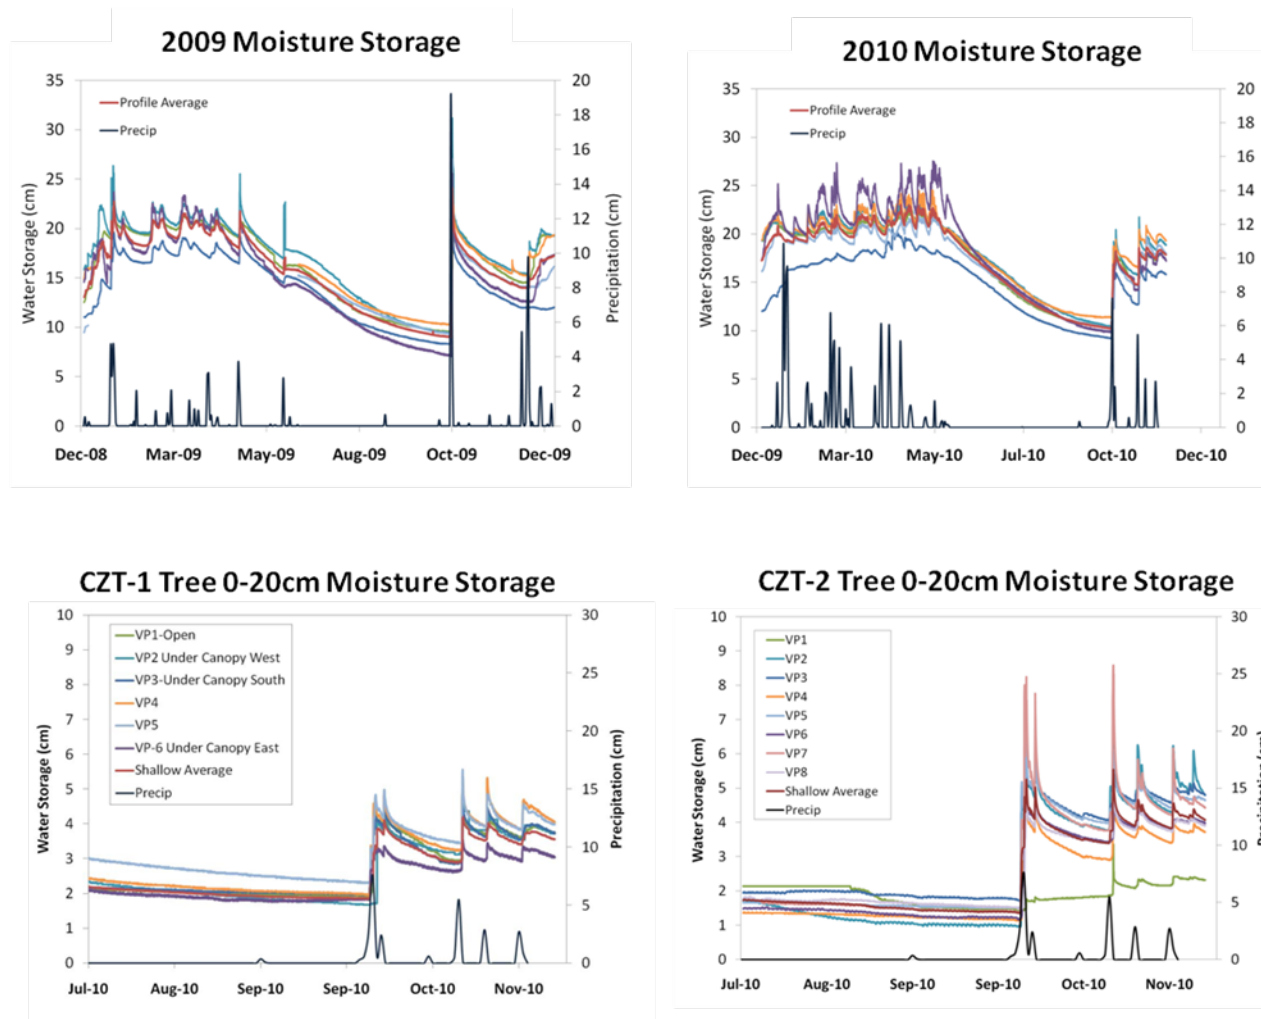 2009 Moisture Storage
35
30
25
20
15
10
5
0
Water Storage (cm)
Profile Average
Precip
20
18
16
14
12
10
8
6
4
2
0
Precipitation (cm)
Dec-08 Mar-09 May-09 Aug-09 Oct-09 Dec-09
2010 Moisture Storage
35
30
25
20
15
10
5
0
Water Storage (cm)
Profile Average
Precip
20
18
16
14
12
10
8
6
4
2
0
Dec-09 Mar-10 May-10 Jul-10 Oct-10 Dec-10
CZT-1 Tree 0-20cm Moisture Storage
10
9
8
7
6
5
4
3
2
1
0
Water Storage (cm)
VP1-Open
VP2 Under Canopy West
VP3-Under Canopy South
VP4
VP5
VP-6 Under Canopy East
Shallow Average
Precip
30
25
20
15
10
5
0
Precipitation (cm)
Jul-10 Aug-10 Sep-10 Sep-10 Oct-10 Nov-10
CZT-2 Tree 0-20cm Moisture Storage
10
9
8
7
6
5
4
3
2
1
0
Water Storage (cm)
VP1
VP2
VP3
VP4
VP5
VP6
VP7
VP8
Shallow Average
Precip
30
25
20
15
10
5
0
Jul-10 Aug-10 Sep-10 Sep-10 Oct-10 Nov-10